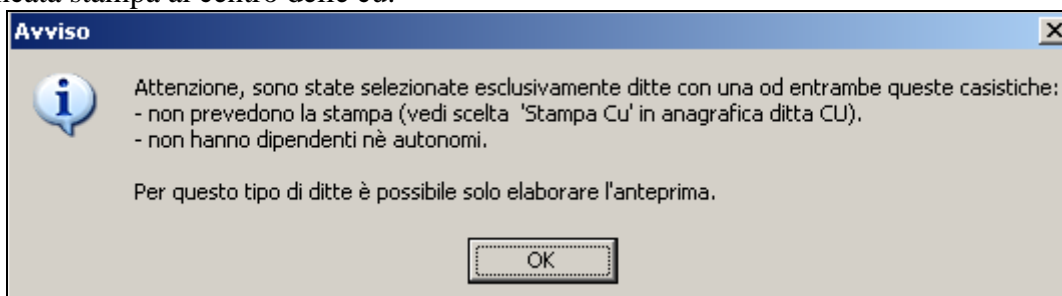 stampa al centro delle cu.
Avviso
Attenzione, sono state selezionate esclusivamente ditte con una od entrambe queste casistiche:
- non prevedono la stampa (vedi scelta 'Stampa Cu' in anagrafica ditta CU).
- non hanno dipendenti nè autonomi.
Per questo tipo di ditte è possibile solo elaborare l'anteprima.
OK